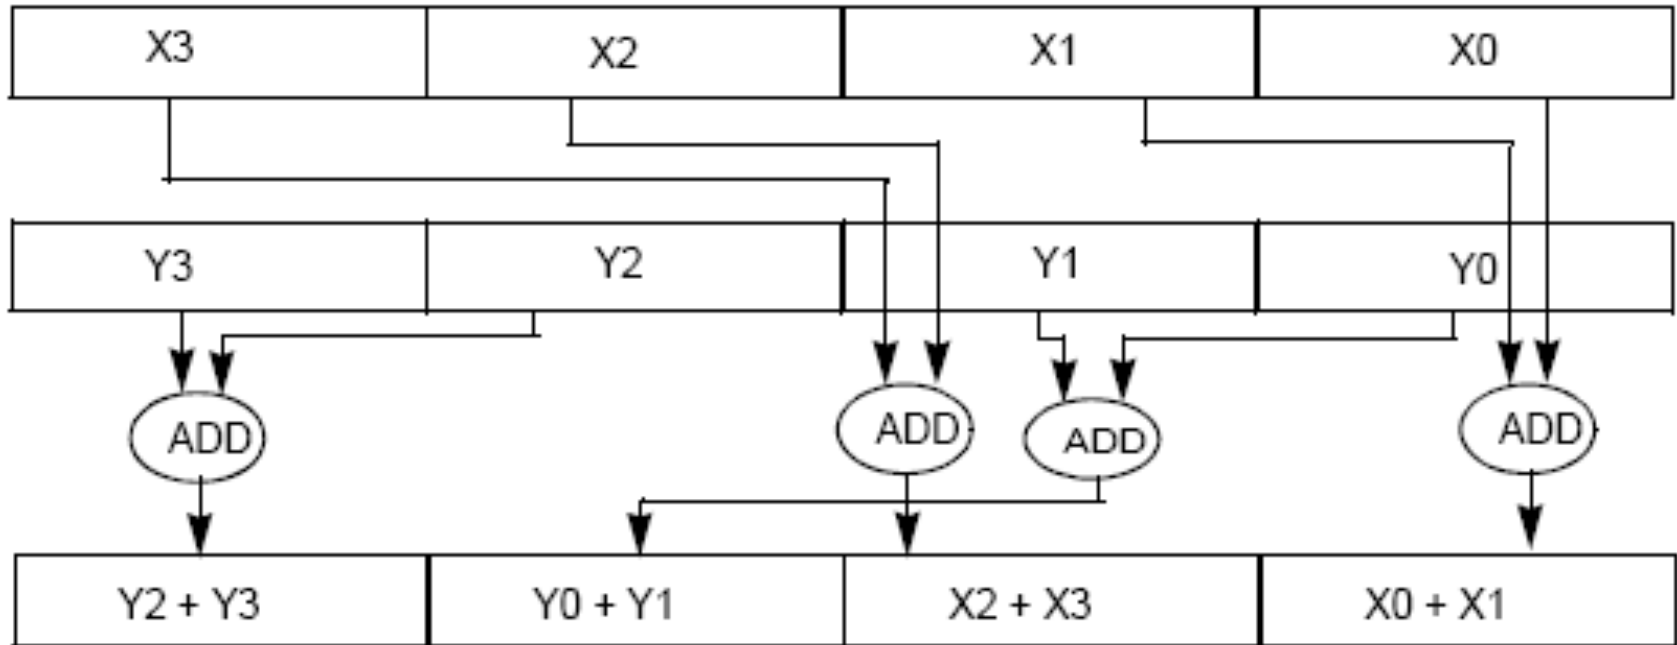 X3 X2 X1 X0
Y3 Y2 Y1 Y0
ADD ADD ADD ADD
Y2 + Y3 Y0 + Y1 X2 + X3 X0 + X1